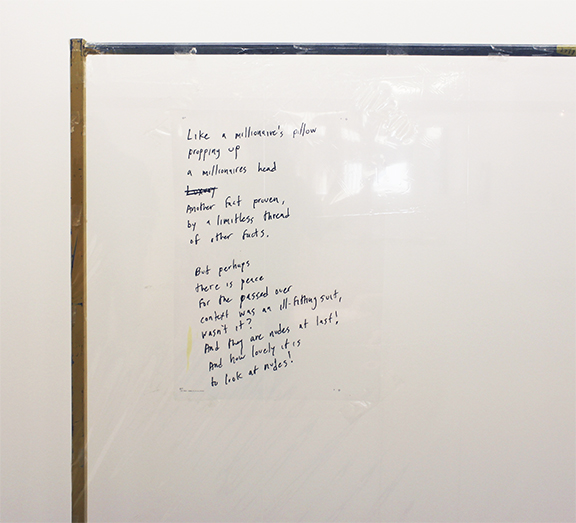 Like a millionaire's pillow
propping up
a millionaires head
Luxury
Another fact proven,
by a limitless thread
of other facts.
But perhaps
there is peace
for the passed over
context was an ill-fitting suit,
wasn't it?
And they are nudes at last!
And how lovely it is
to look at nudes!